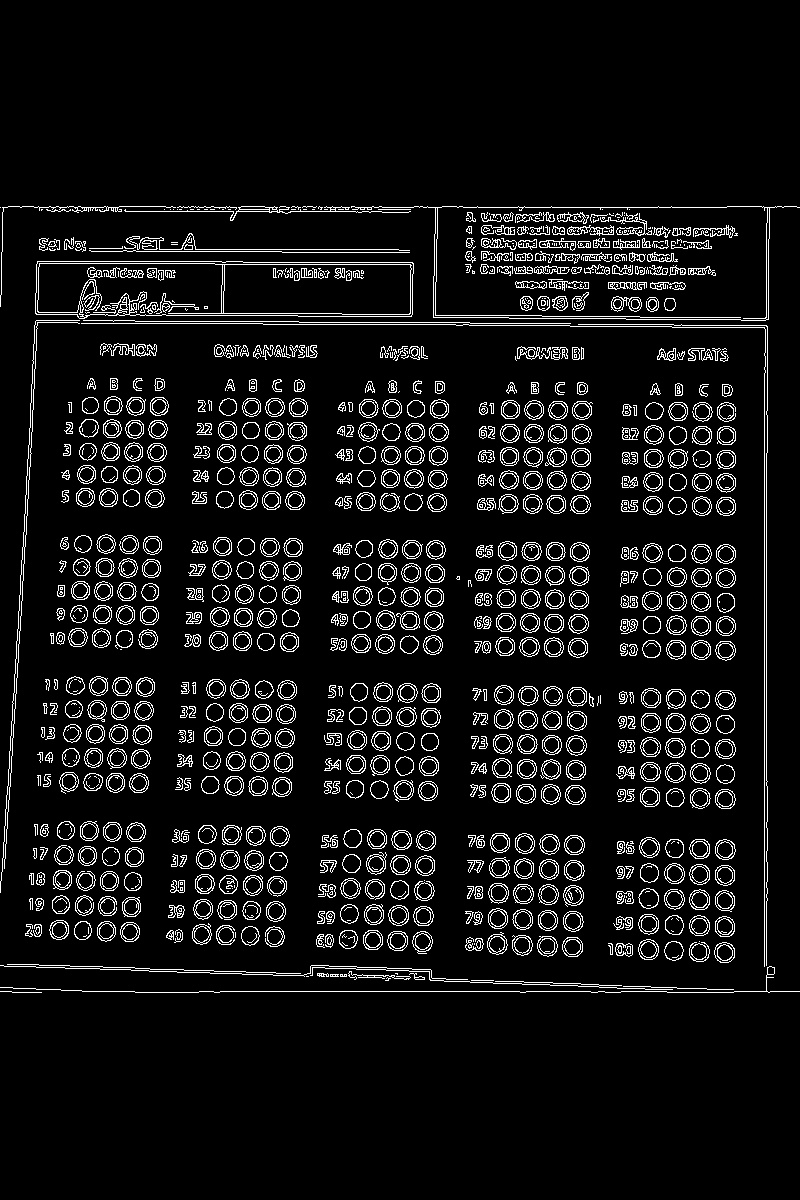 3. Use of pencil is strictly prohibited.
4. Circles should be darkened completely and properly.
5. Cutting and erasing on this sheet is not allowed.
Set No: SET - A
6. Do not use any stray marks on the sheet.
7. Do not use marker or white fluid to hide the mark.
Candidate Sign: Invigilator Sign:
WRONG METHODS CORRECT METHOD
PYTHON DATA ANALYSIS MySQL POWER BI Adv STATS
A B C D A B C D A B C D A B C D A B C D
1 21 41 61 81
2 22 42 62 82
3 23 43 63 83
4 24 44 64 84
5 25 45 65 85
6 26 46 66 86
7 27 47 67 87
8 28 48 68 88
9 29 49 69 89
10 30 50 70 90
11 31 51 71 91
12 32 52 72 92
13 33 53 73 93
14 34 54 74 94
15 35 55 75 95
16 36 56 76 96
17 37 57 77 97
18 38 58 78 98
19 39 59 79 99
20 40 60 80 100